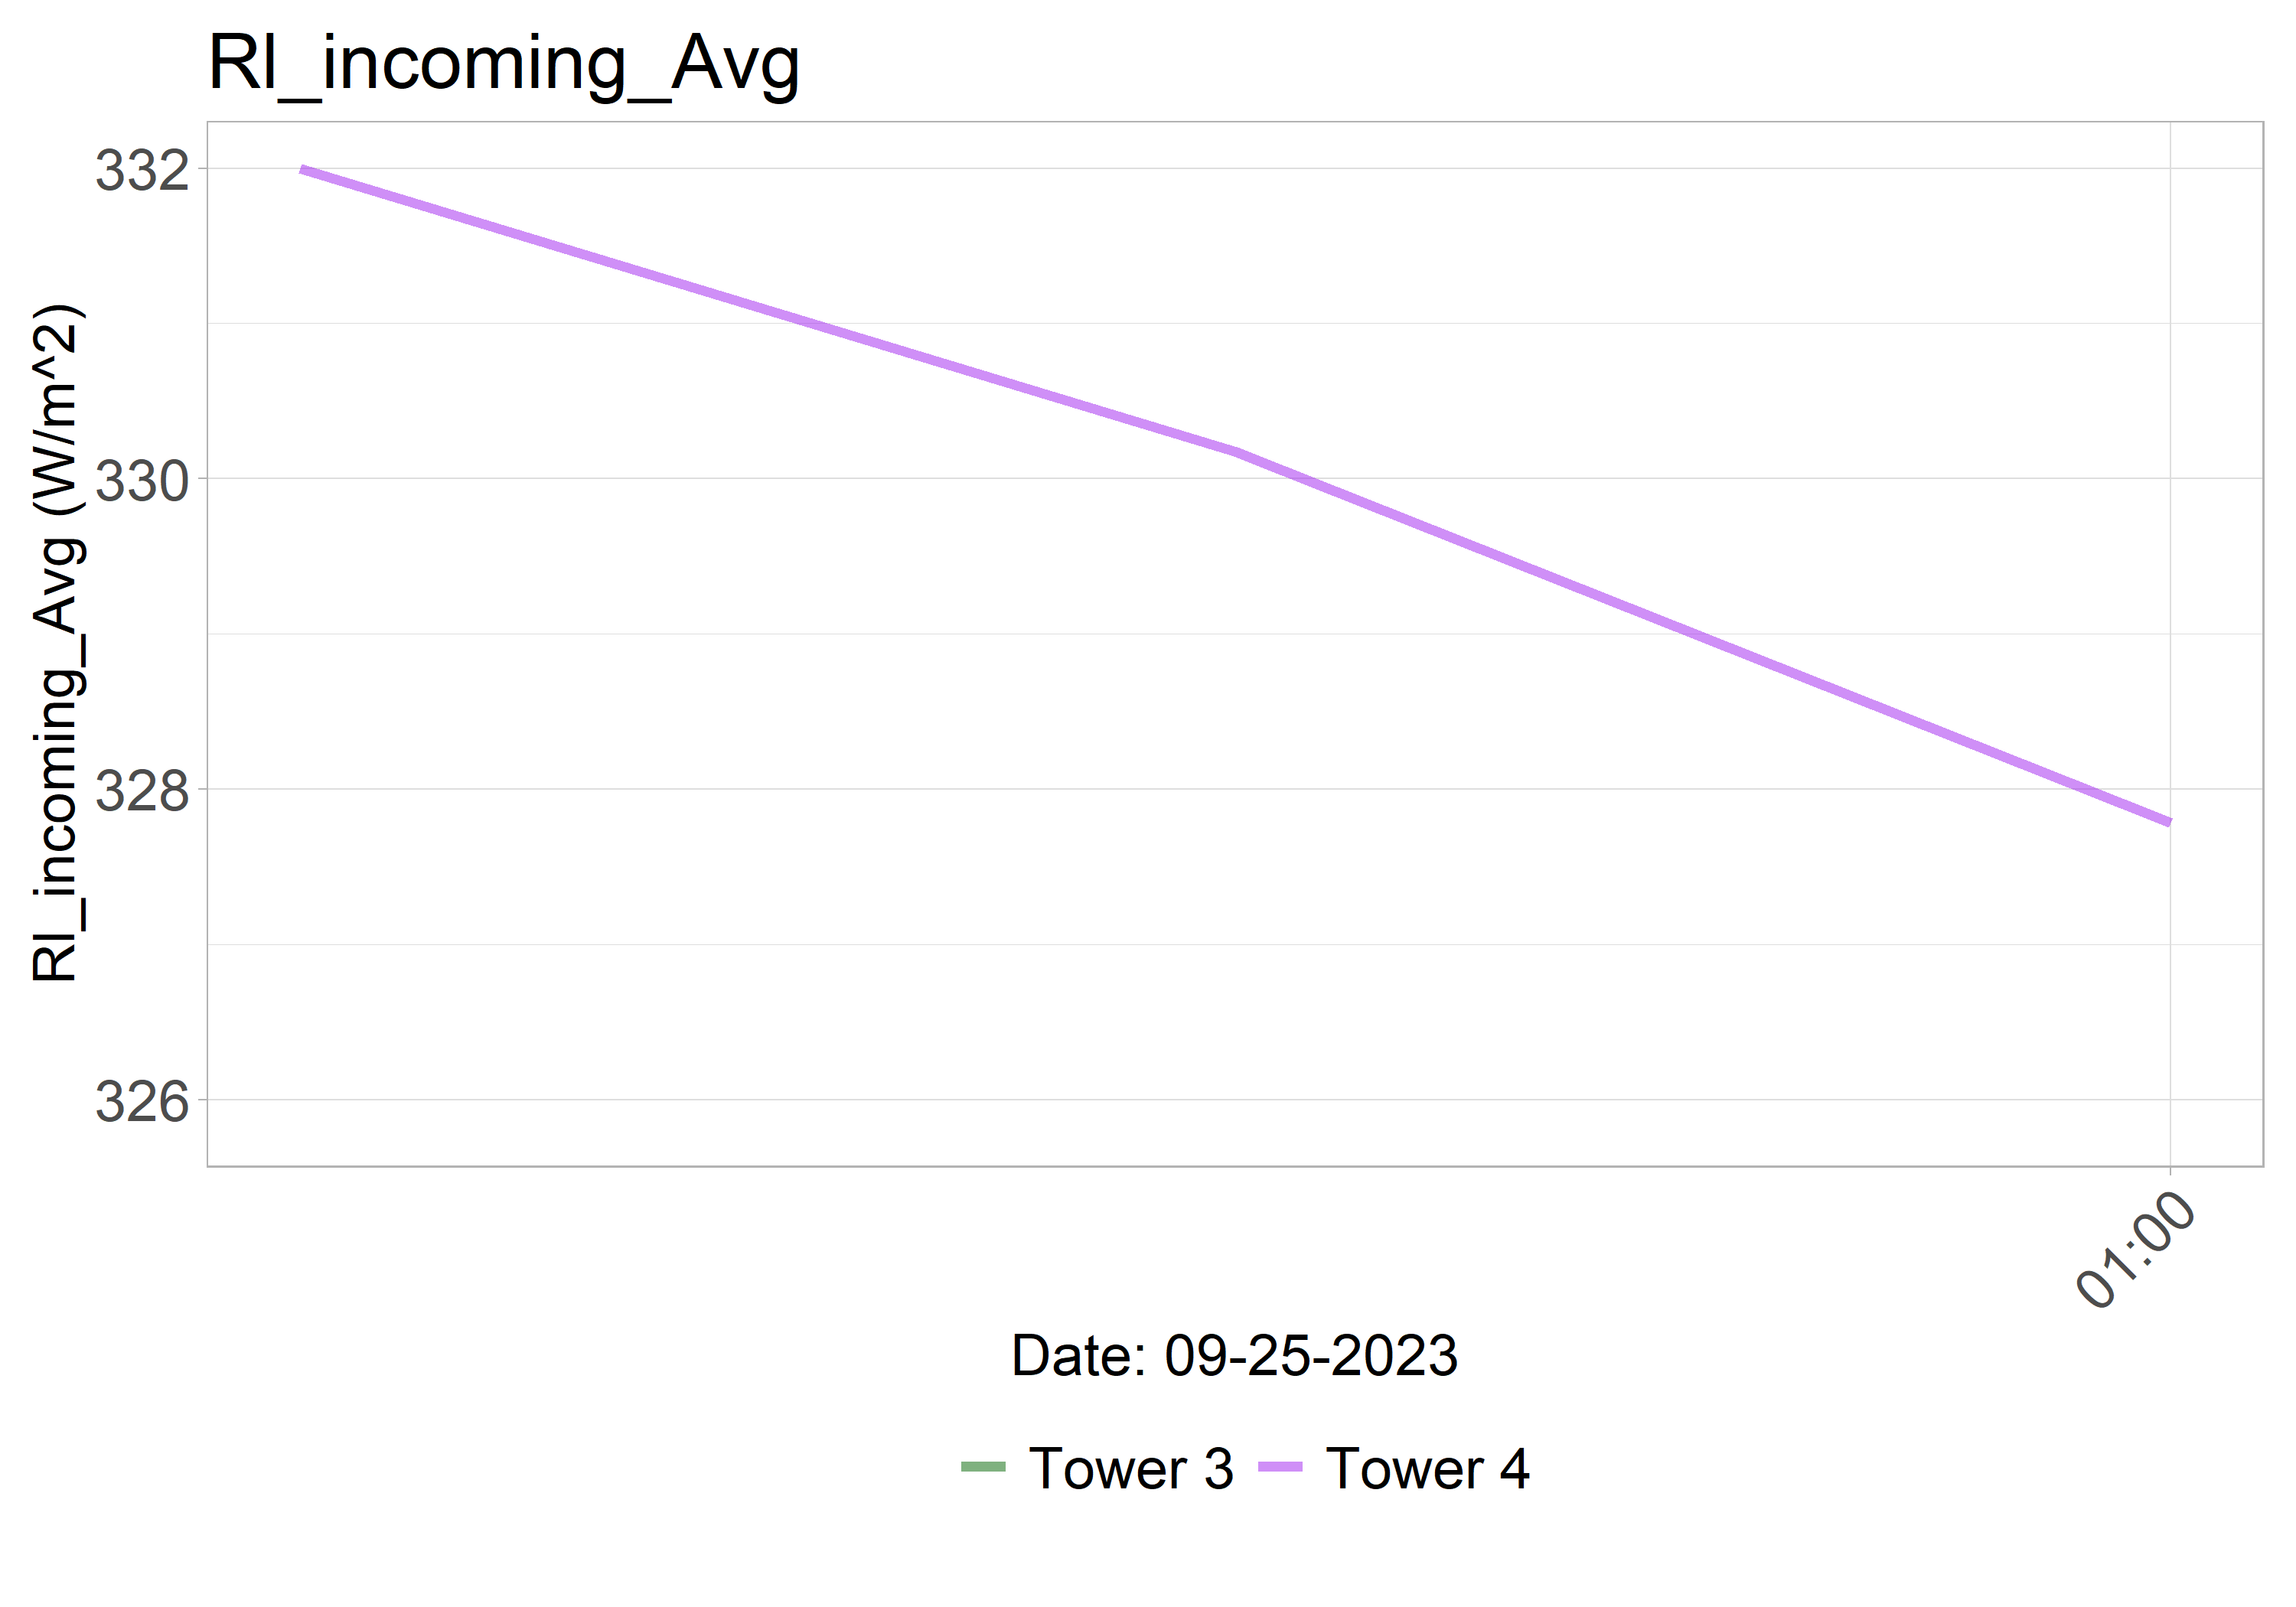 Rl_incoming_Avg
Rl_incoming_Avg (W/m^2)
332
330
328
326
01:00
Date: 09-25-2023
Tower 3 Tower 4